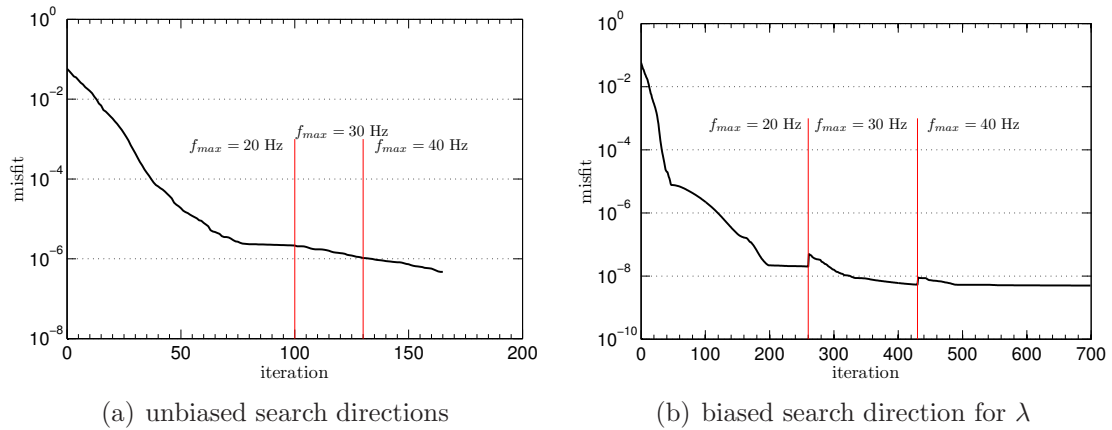 10^0
10^-2
10^-4
10^-6
10^-8
misfit
f_max = 20 Hz
f_max = 30 Hz
f_max = 40 Hz
0 50 100 150 200
iteration
(a) unbiased search directions
10^0
10^-2
10^-4
10^-6
10^-8
10^-10
misfit
f_max = 20 Hz f_max = 30 Hz f_max = 40 Hz
0 100 200 300 400 500 600 700
iteration
(b) biased search direction for λ